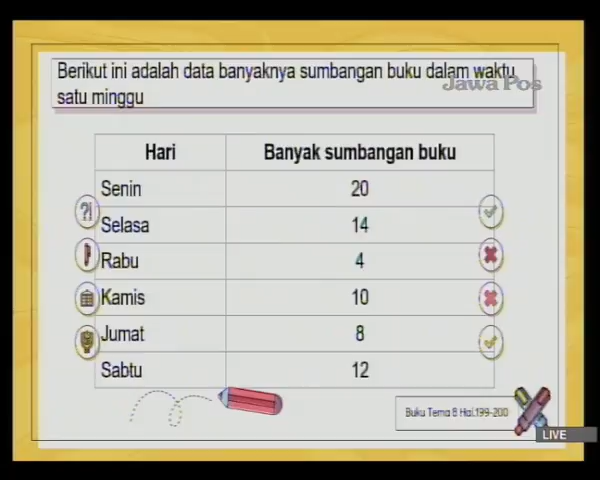 Berikut ini adalah data banyaknya sumbangan buku dalam waktu
satu minggu
Jawa Pos
Hari Banyak sumbangan buku
Senin 20
Selasa 14
Rabu 4
Kamis 10
Jumat 8
Sabtu 12
Buku Tema 8 Hal.199-200
LIVE